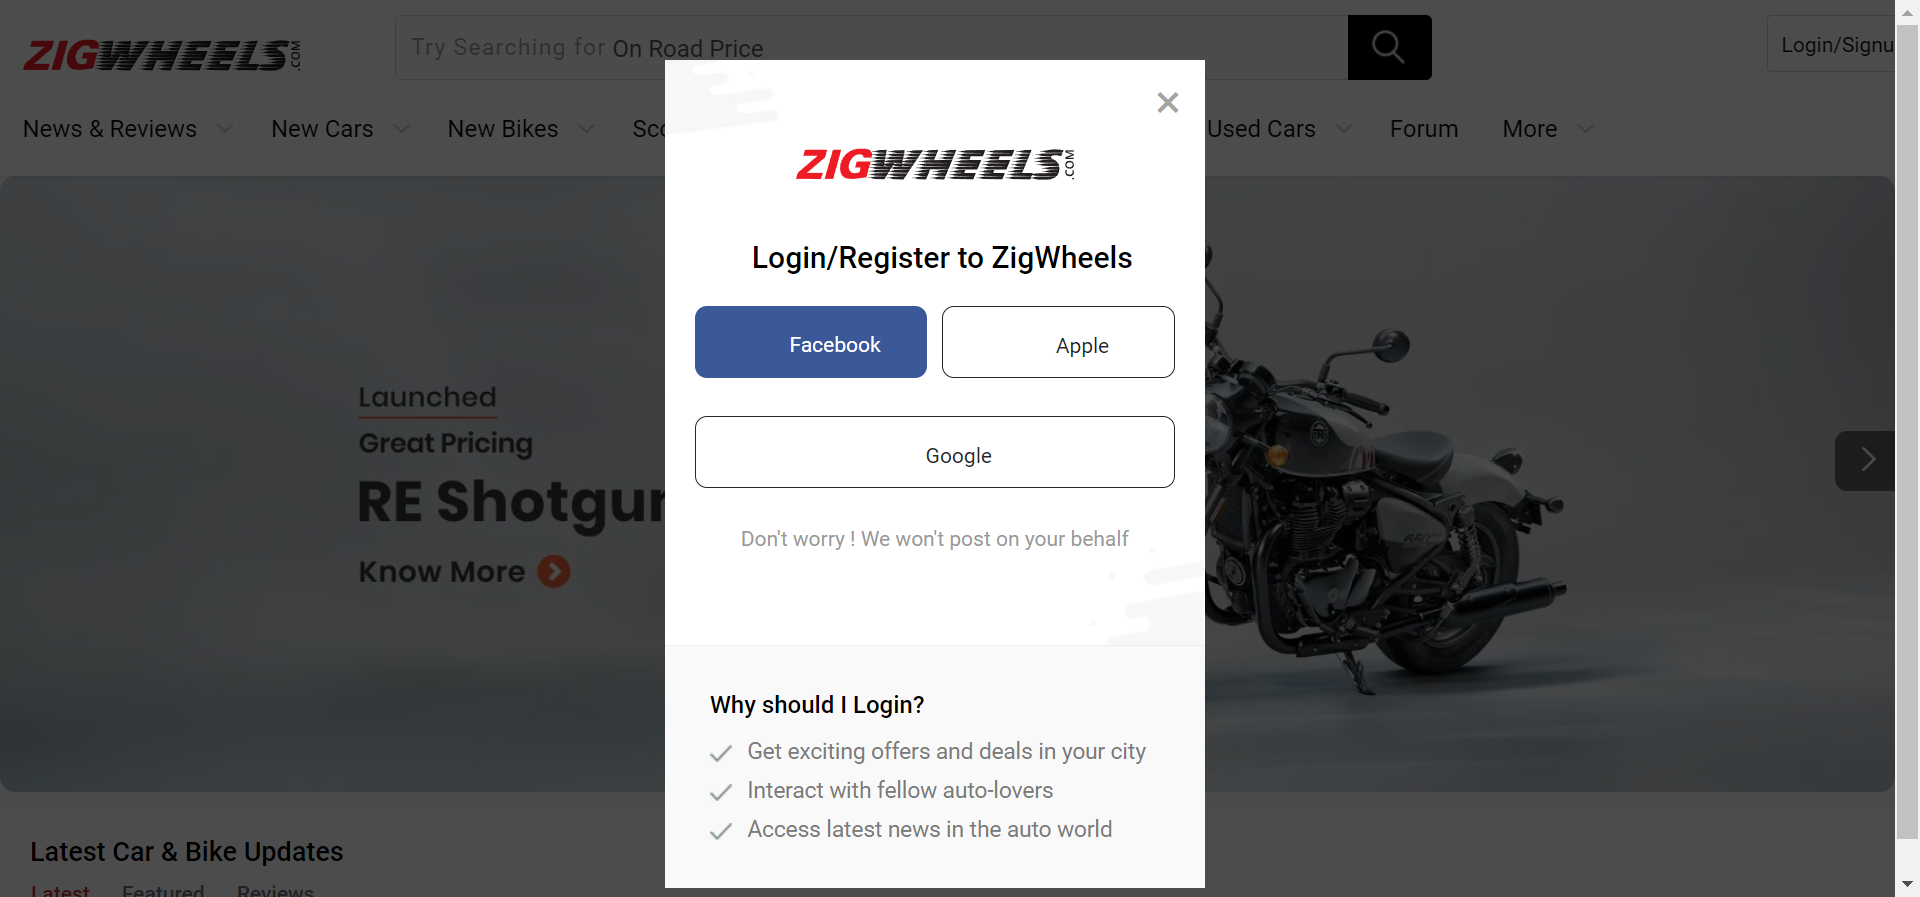 ZIGWHEELS.COM
Try Searching for On Road Price
Login/Signu
News & Reviews
New Cars
New Bikes
Sco
Used Cars
Forum
More
ZIGWHEELS.COM
Login/Register to ZigWheels
Facebook
Apple
Google
Don't worry ! We won't post on your behalf
Launched
Great Pricing
RE Shotgun
Know More
Why should I Login?
Get exciting offers and deals in your city
Interact with fellow auto-lovers
Access latest news in the auto world
Latest Car & Bike Updates
Latest
Featured
Reviews